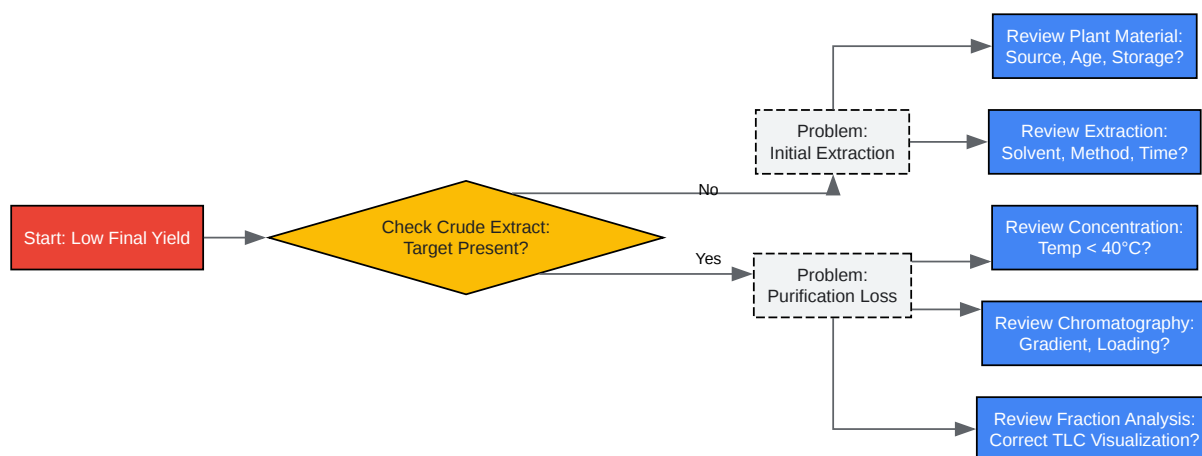 Start: Low Final Yield
Check Crude Extract:
Target Present?
No
Yes
Problem:
Initial Extraction
Problem:
Purification Loss
Review Plant Material:
Source, Age, Storage?
Review Extraction:
Solvent, Method, Time?
Review Concentration:
Temp < 40°C?
Review Chromatography:
Gradient, Loading?
Review Fraction Analysis:
Correct TLC Visualization?